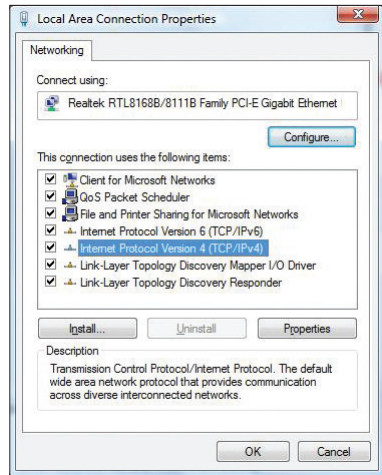 Local Area Connection Properties
Networking
Connect using:
Realtek RTL8168B/8111B Family PCI-E Gigabit Ethernet
Configure...
This connection uses the following items:
Client for Microsoft Networks
QoS Packet Scheduler
File and Printer Sharing for Microsoft Networks
Internet Protocol Version 6 (TCP/IPv6)
Internet Protocol Version 4 (TCP/IPv4)
Link-Layer Topology Discovery Mapper I/O Driver
Link-Layer Topology Discovery Responder
Install...
Uninstall
Properties
Description
Transmission Control Protocol/Internet Protocol. The default
wide area network protocol that provides communication
across diverse interconnected networks.
OK
Cancel